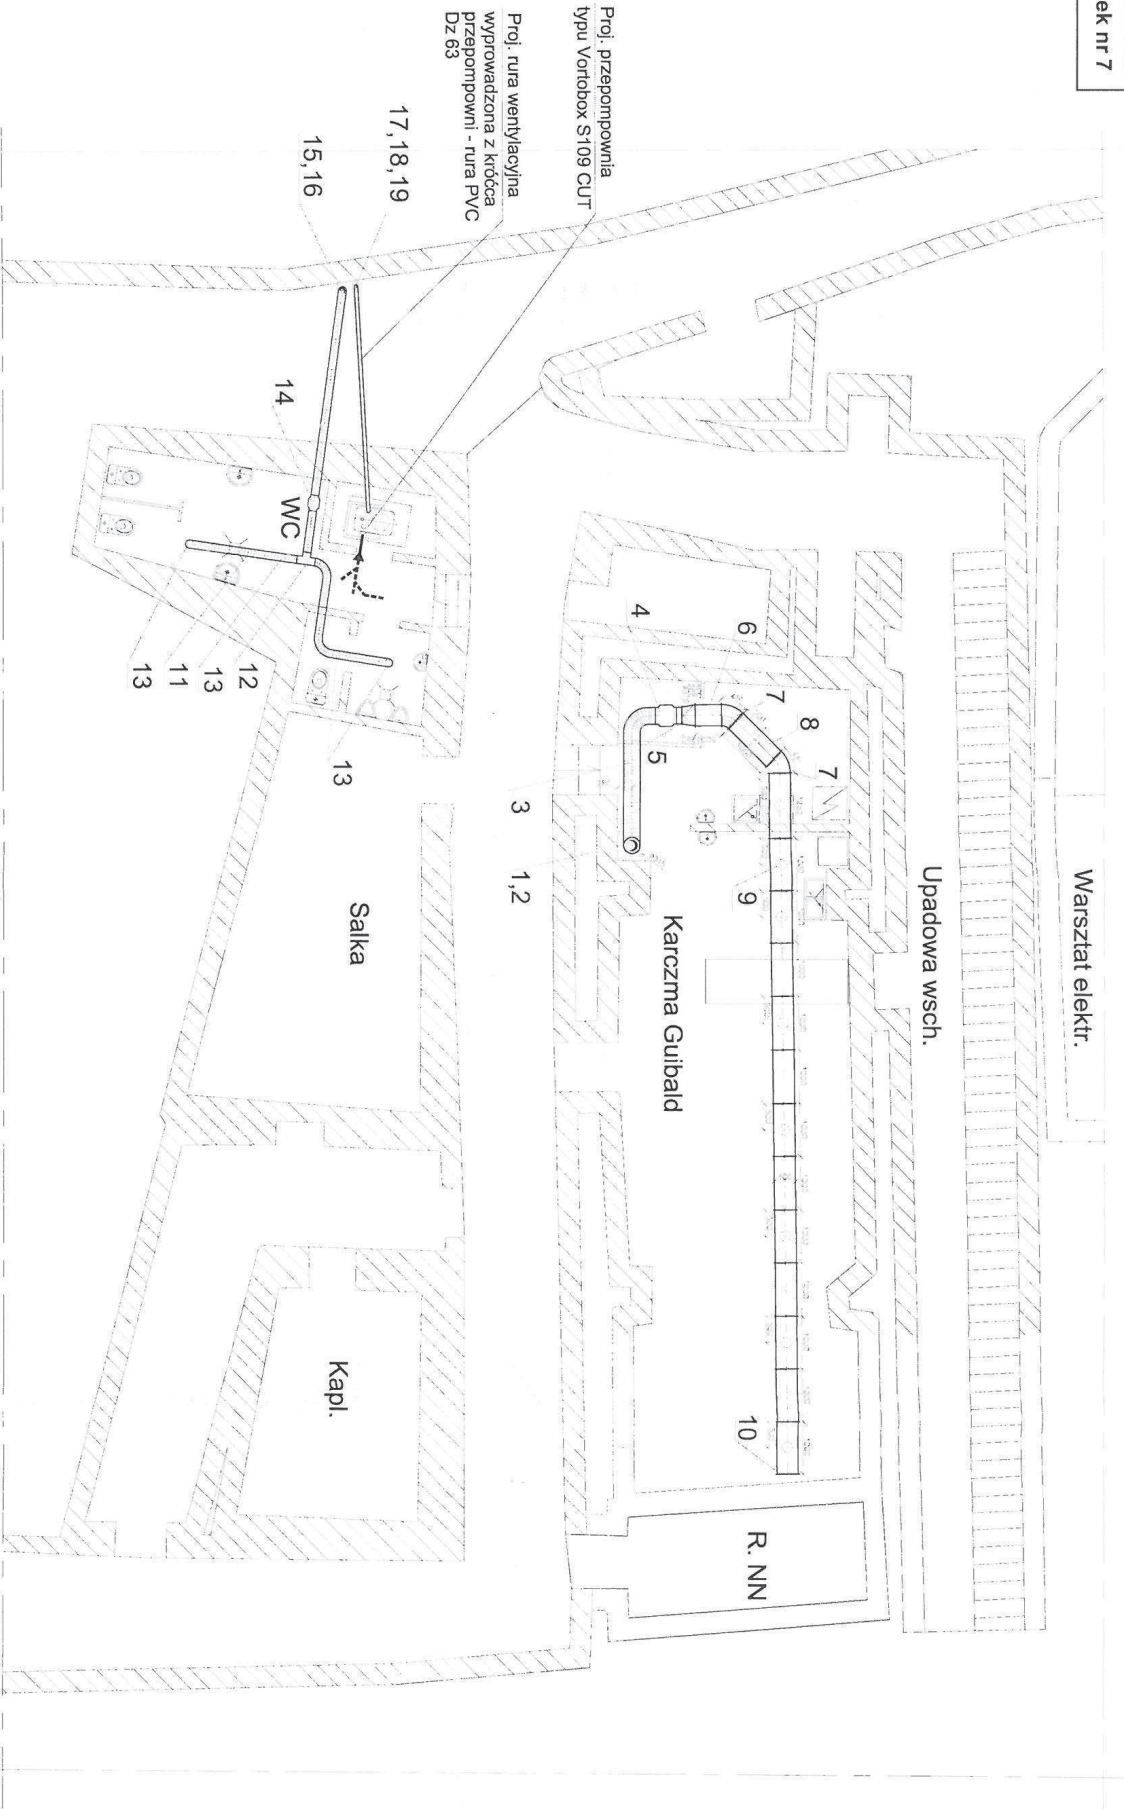 ek nr 7
Proj. przepompownia
typu Vortobox S109 CUT
Proj. rura wentylacyjna
wyprowadzona z króćca
przepompowni - rura PVC
Dz 63
17,18,19
15,16
14
WC
13
11
13
12
13
4
6
7
8
7
5
3
1,2
9
10
Warsztat elektr.
Upadowa wsch.
Karczma Guibald
Salka
Kapl.
R. NN